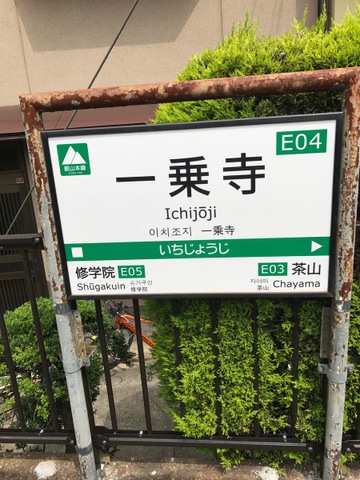 E04
叡山本線
一乗寺
Ichijōji
이치조지 一乘寺
いちじょうじ
修学院 E05
Shūgakuin 슈가쿠인 修学院
E03 茶山
자야마 茶山 Chayama